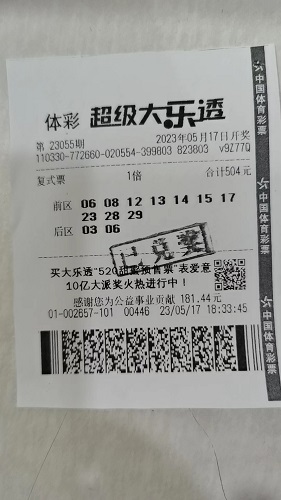 体彩 超级大乐透
第 23055期 2023年05月17日开奖
110330-772660-020554-399803 823803 v9Z77Q
复式票 1倍 合计504元
前区 06 08 12 13 14 15 17
23 28 29
后区 03 06
已兑奖
买大乐透“520甜蜜预售票”表爱意
10亿大派奖火热进行中！
感谢您为公益事业贡献 181.44元
01-002657-101 00446 23/05/17 18:33:45
中国体育彩票
中国体育彩票
中国体育彩票